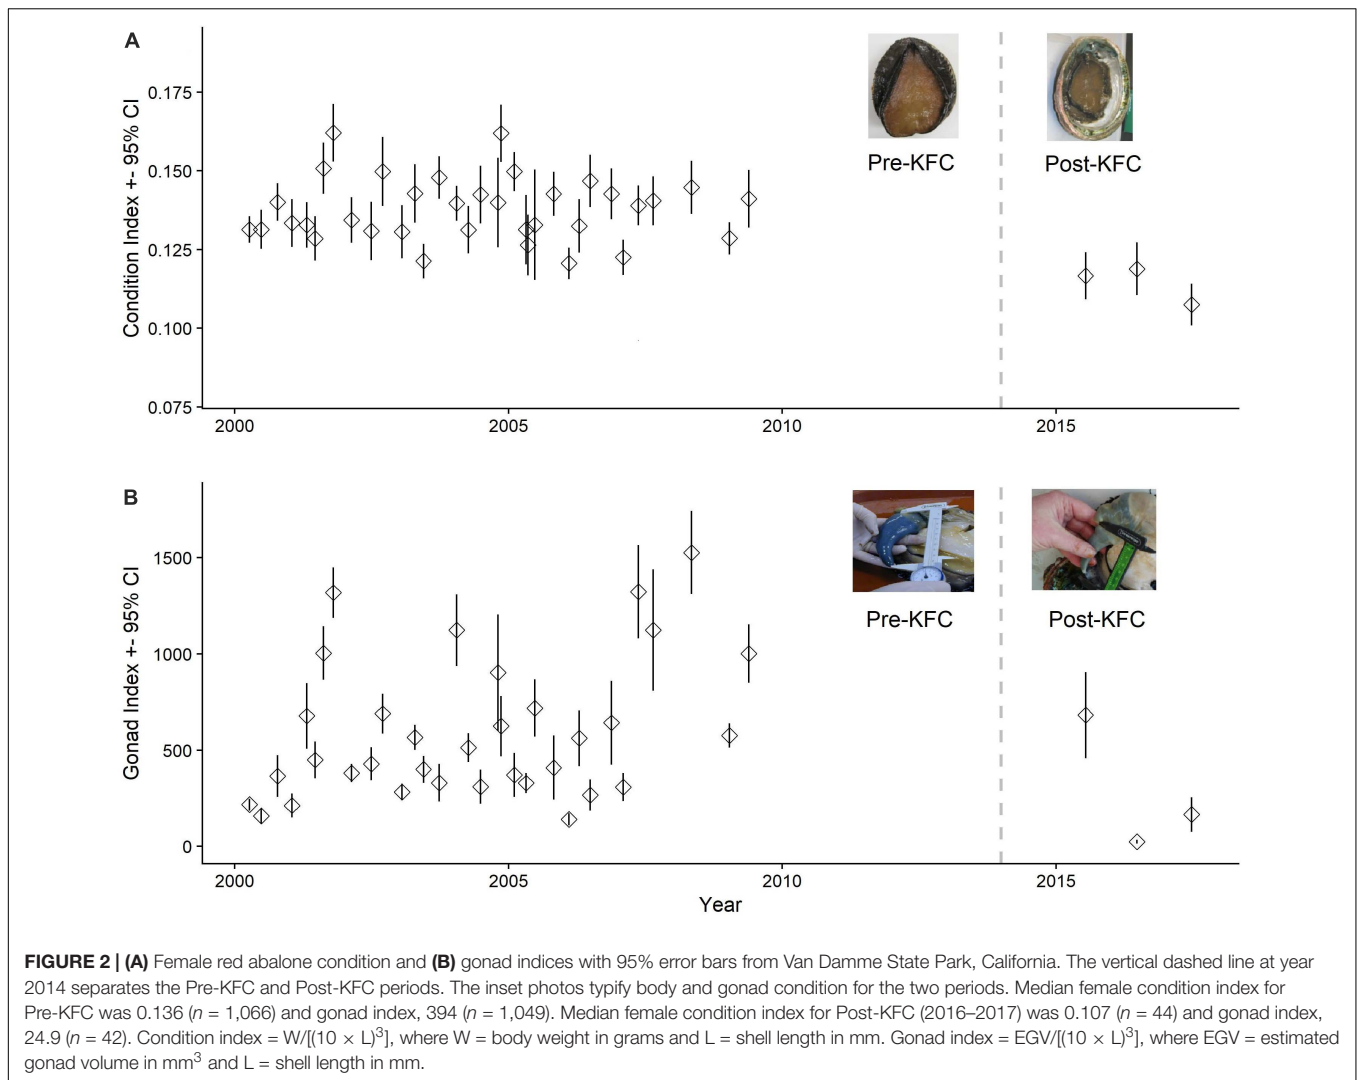 A
0.175
0.150
0.125
0.100
0.075
Condition Index +- 95% CI
Pre-KFC
Post-KFC
2000
2005
2010
2015
B
1500
1000
500
0
Gonad Index +- 95% CI
Pre-KFC
Post-KFC
2000
2005
2010
2015
Year
FIGURE 2 | (A) Female red abalone condition and (B) gonad indices with 95% error bars from Van Damme State Park, California. The vertical dashed line at year
2014 separates the Pre-KFC and Post-KFC periods. The inset photos typify body and gonad condition for the two periods. Median female condition index for
Pre-KFC was 0.136 (n = 1,066) and gonad index, 394 (n = 1,049). Median female condition index for Post-KFC (2016–2017) was 0.107 (n = 44) and gonad index,
24.9 (n = 42). Condition index = W/[(10 × L)³], where W = body weight in grams and L = shell length in mm. Gonad index = EGV/[(10 × L)³], where EGV = estimated
gonad volume in mm³ and L = shell length in mm.